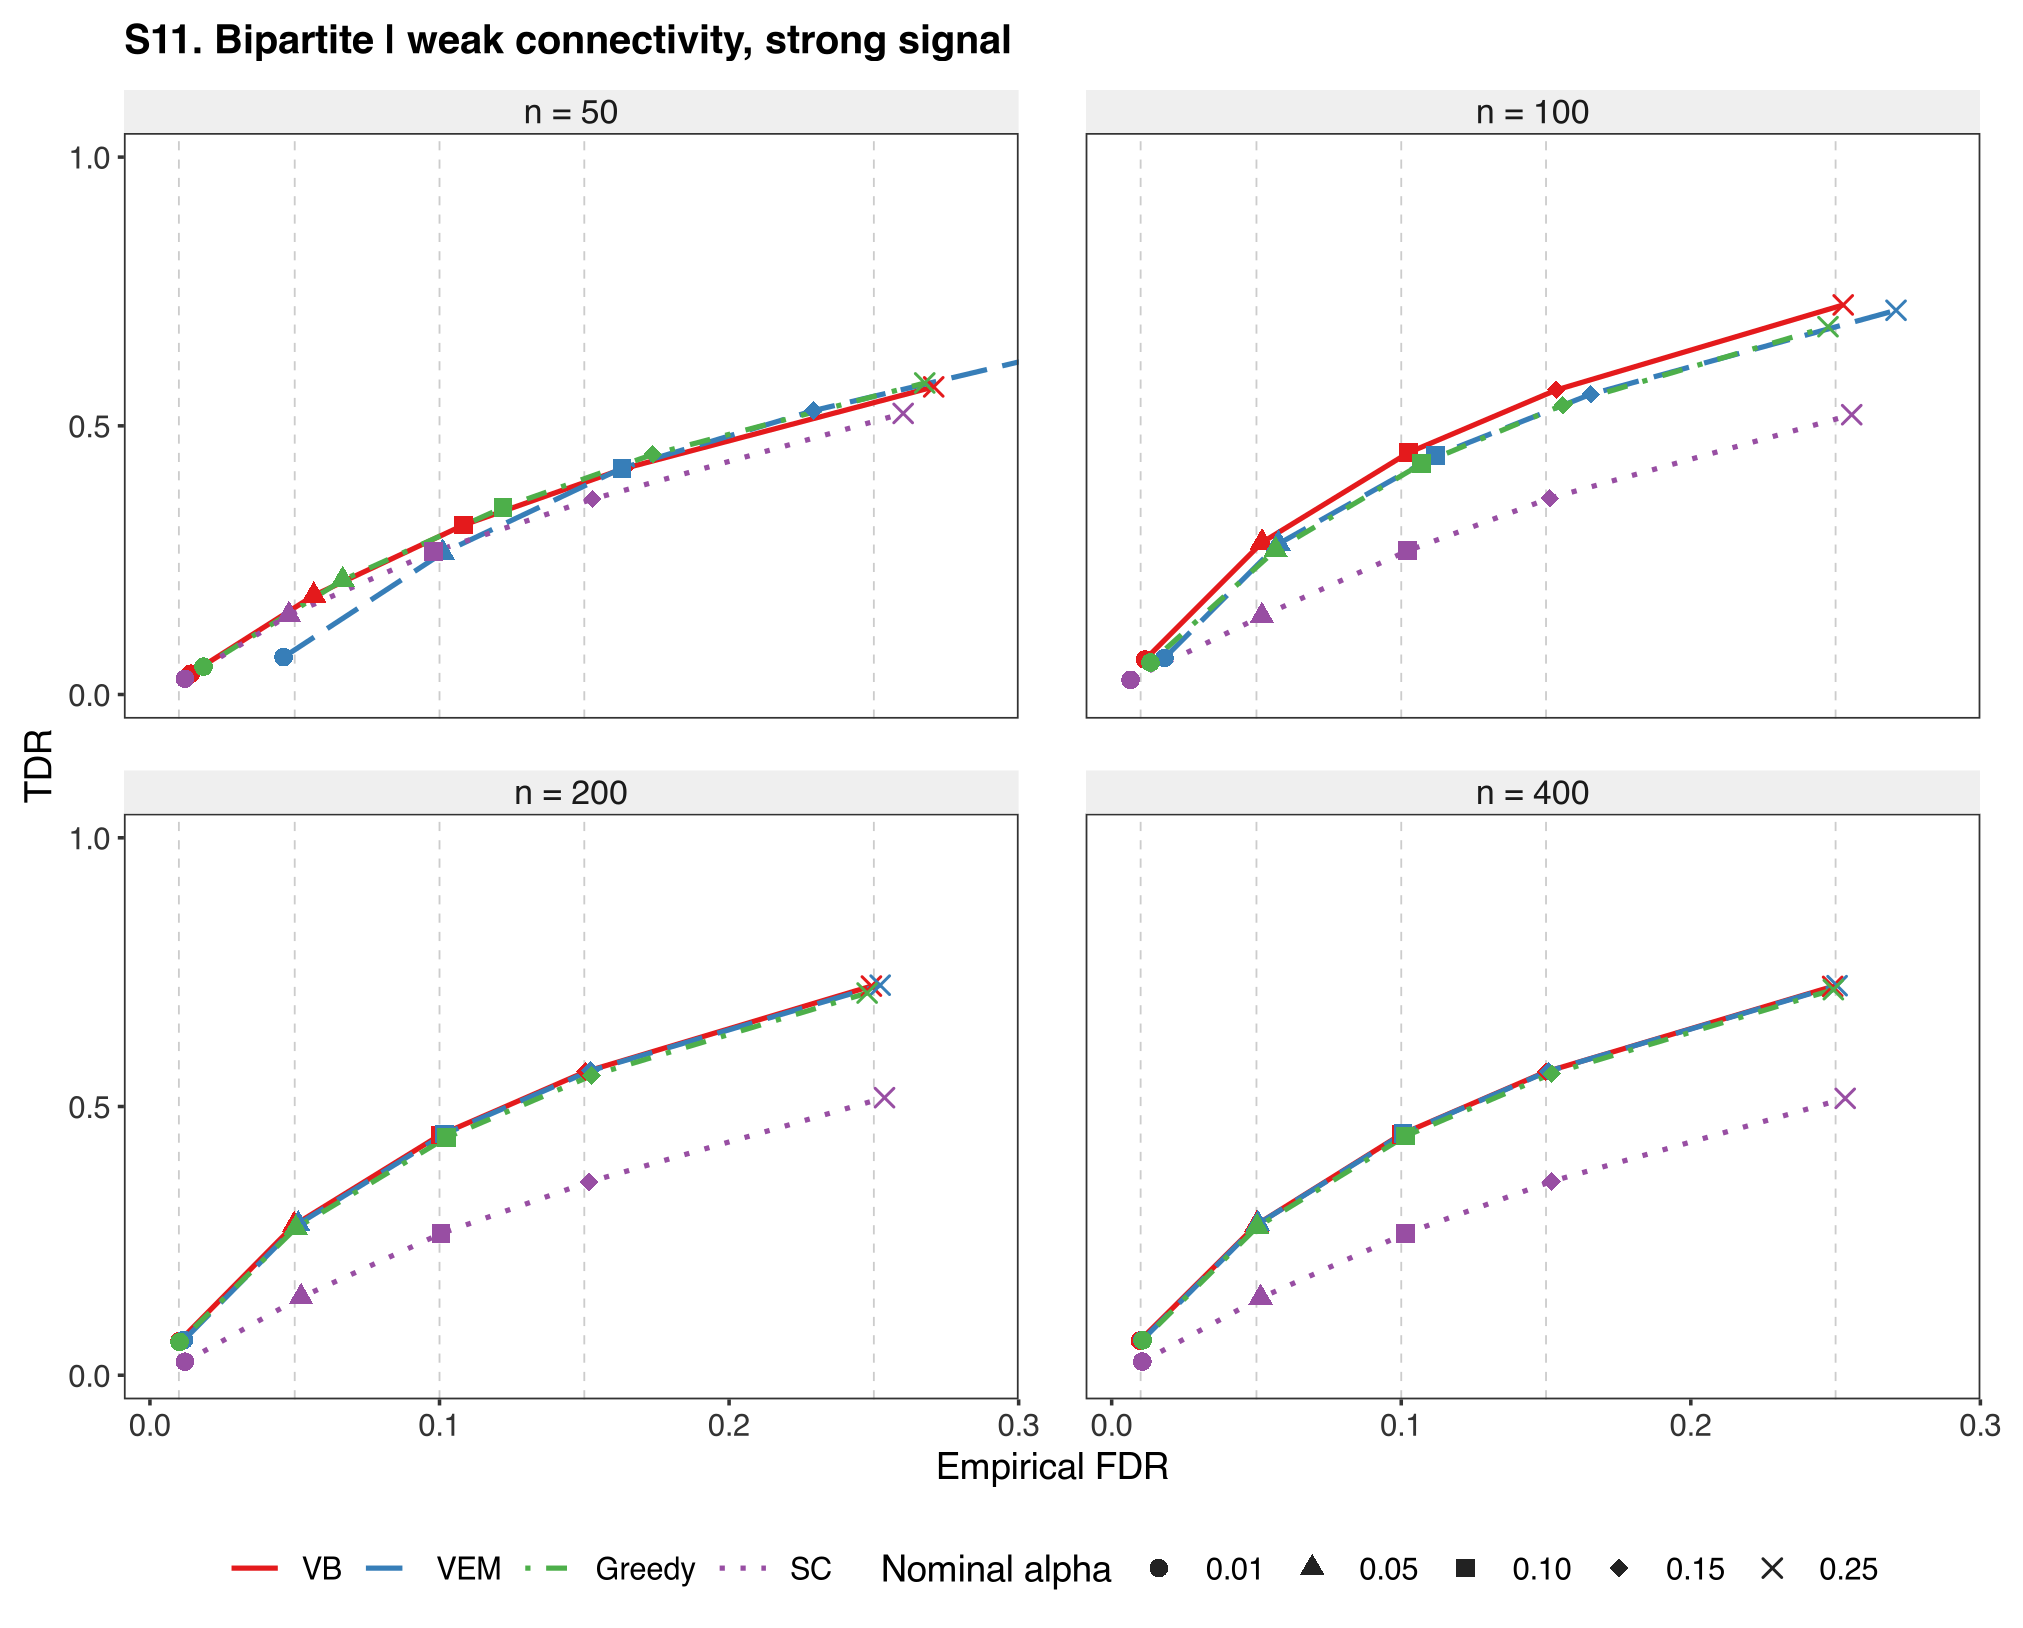 S11. Bipartite | weak connectivity, strong signal
n = 50
n = 100
1.0
0.5
0.0
TDR
n = 200
n = 400
1.0
0.5
0.0
0.0 0.1 0.2 0.3
0.0 0.1 0.2 0.3
Empirical FDR
VB VEM Greedy SC Nominal alpha 0.01 0.05 0.10 0.15 0.25